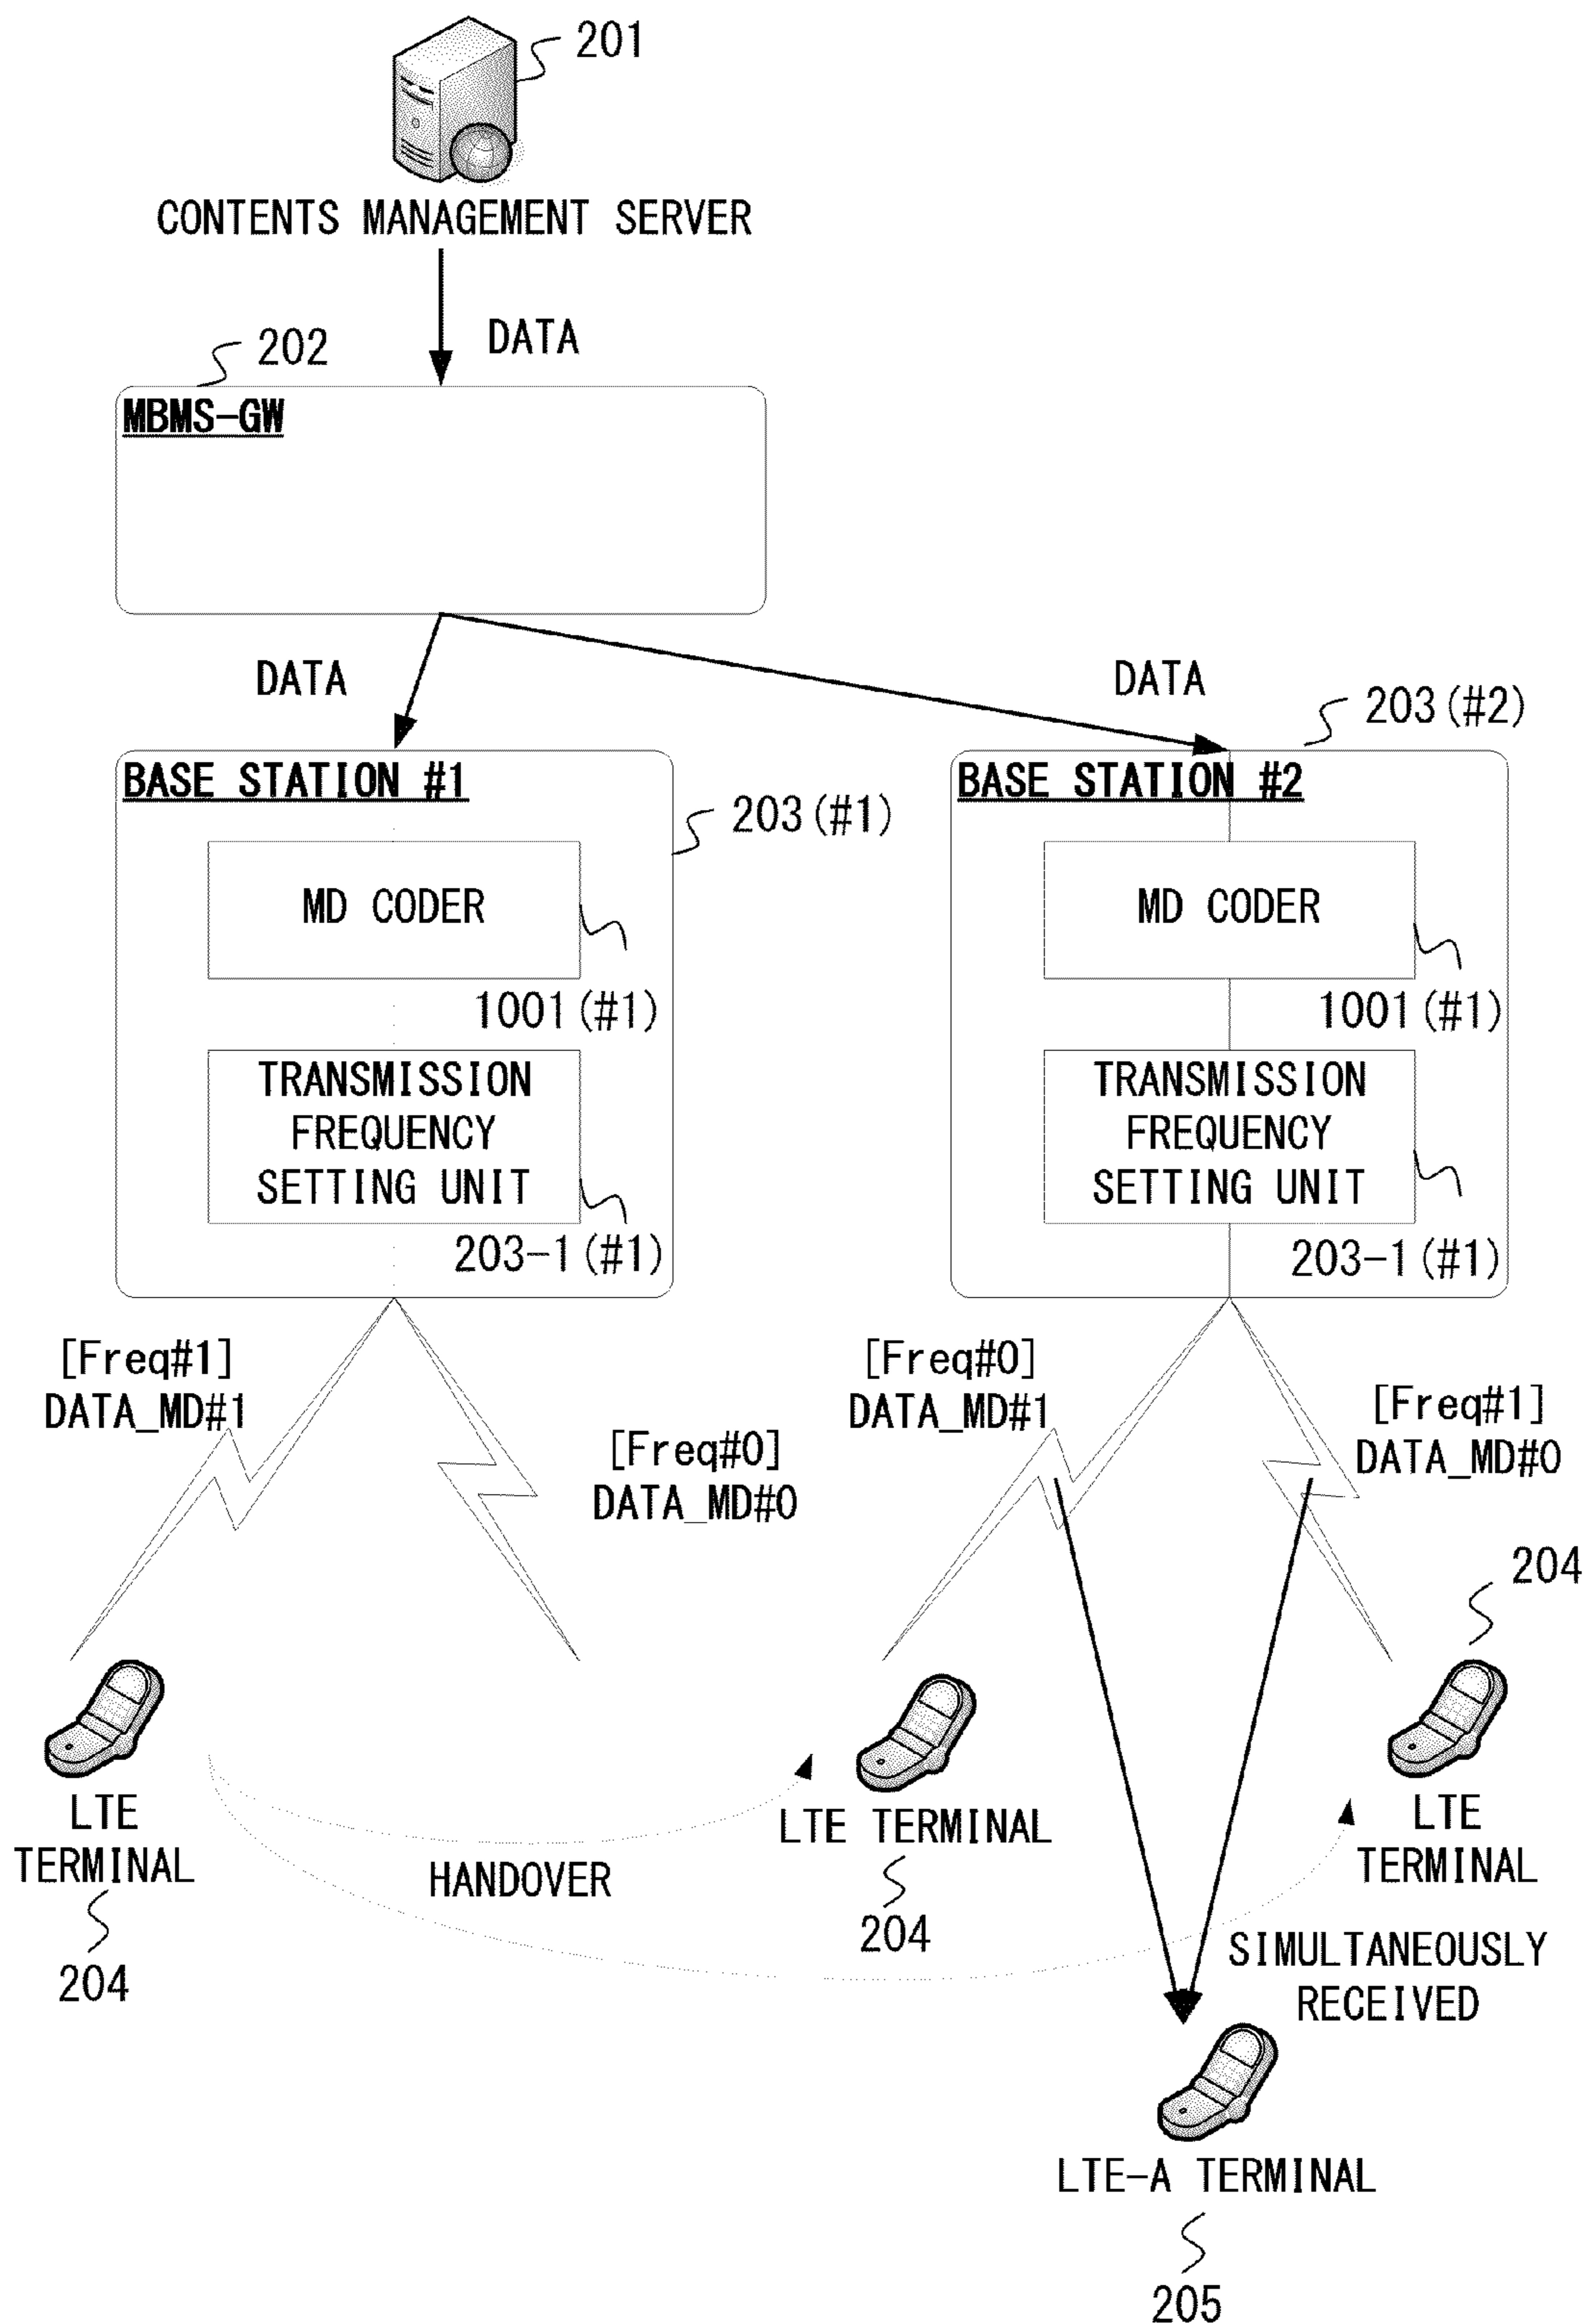 201
CONTENTS MANAGEMENT SERVER
DATA
202
MBMS-GW
DATA
DATA
203(#2)
BASE STATION #1
BASE STATION #2
203(#1)
MD CODER
MD CODER
1001(#1)
1001(#1)
TRANSMISSION
FREQUENCY
SETTING UNIT
TRANSMISSION
FREQUENCY
SETTING UNIT
203-1(#1)
203-1(#1)
[Freq#1]
DATA_MD#1
[Freq#0]
DATA_MD#0
[Freq#0]
DATA_MD#1
[Freq#1]
DATA_MD#0
204
LTE
TERMINAL
204
HANDOVER
LTE TERMINAL
204
LTE
TERMINAL
SIMULTANEOUSLY
RECEIVED
LTE-A TERMINAL
205